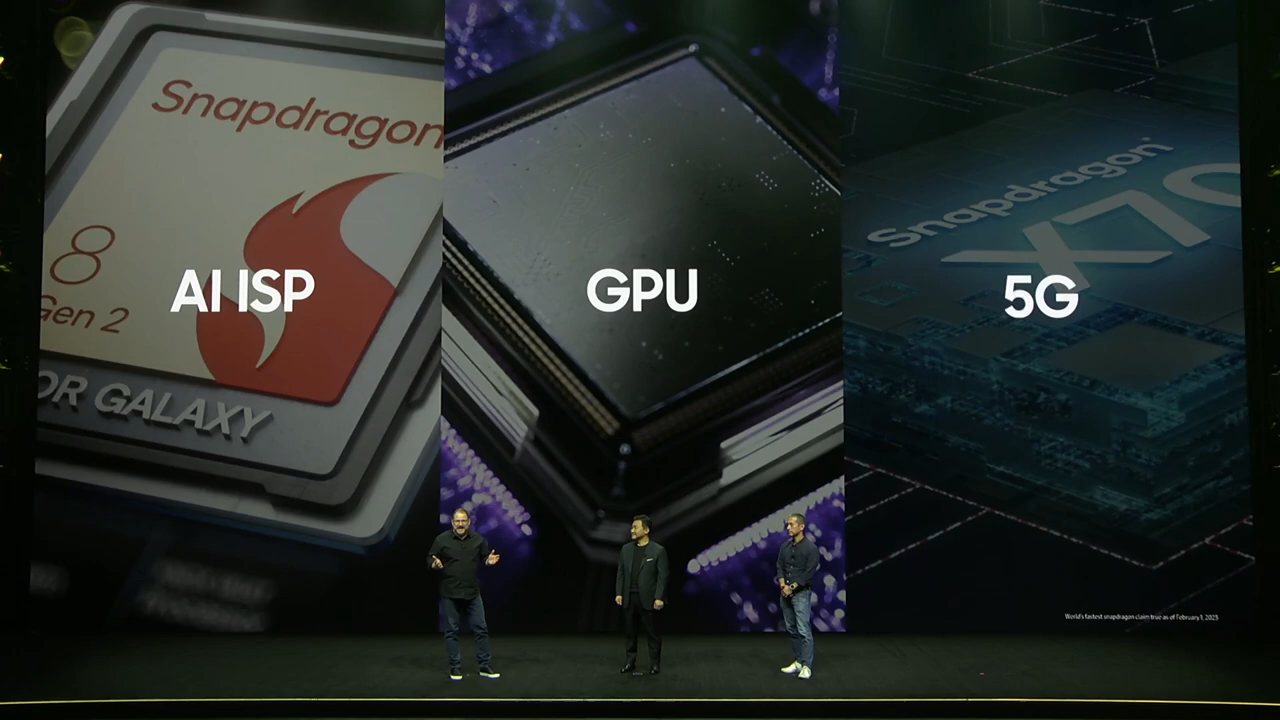 Snapdragon
8
Gen 2
AI ISP
OR GALAXY
GPU
Snapdragon
X70
5G
World's fastest snapdragon claim true as of February 1, 2023